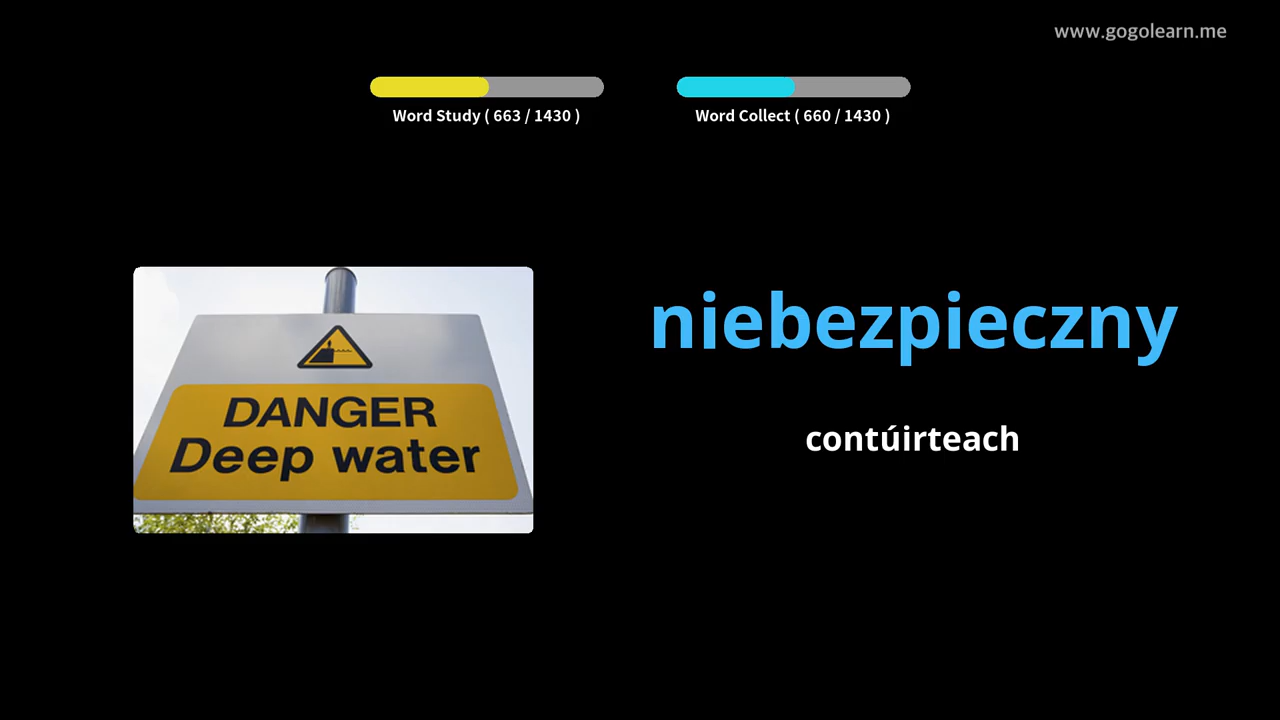 www.gogolearn.me
Word Study ( 663 / 1430 )
Word Collect ( 660 / 1430 )
DANGER
Deep water
niebezpieczny
contúirteach